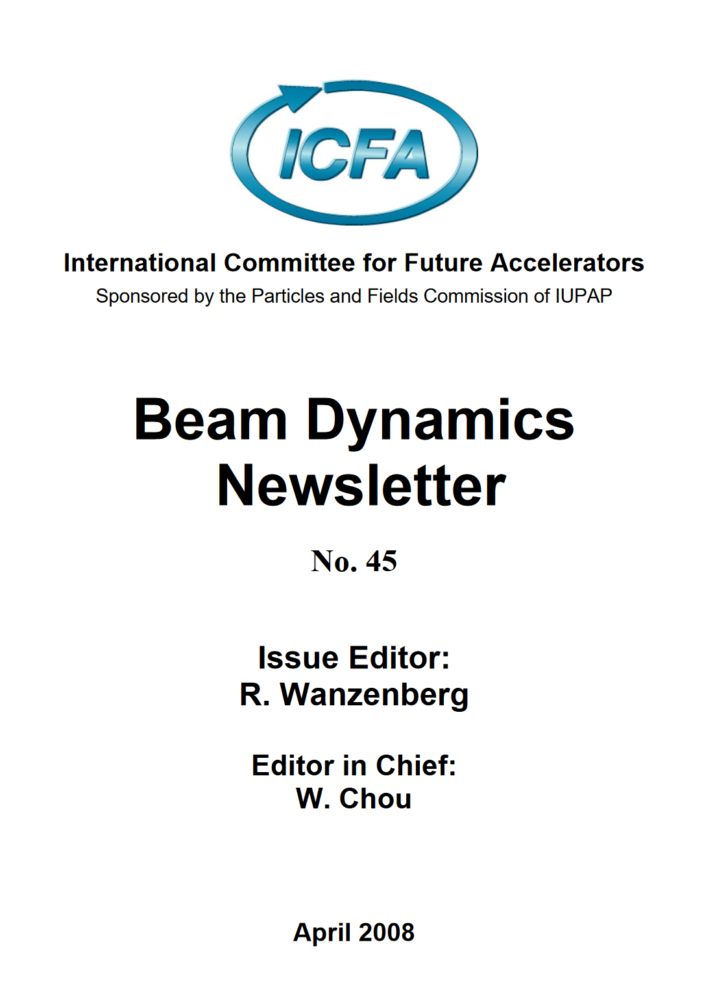 ICFA
International Committee for Future Accelerators
Sponsored by the Particles and Fields Commission of IUPAP
Beam Dynamics
Newsletter
No. 45
Issue Editor:
R. Wanzenberg
Editor in Chief:
W. Chou
April 2008